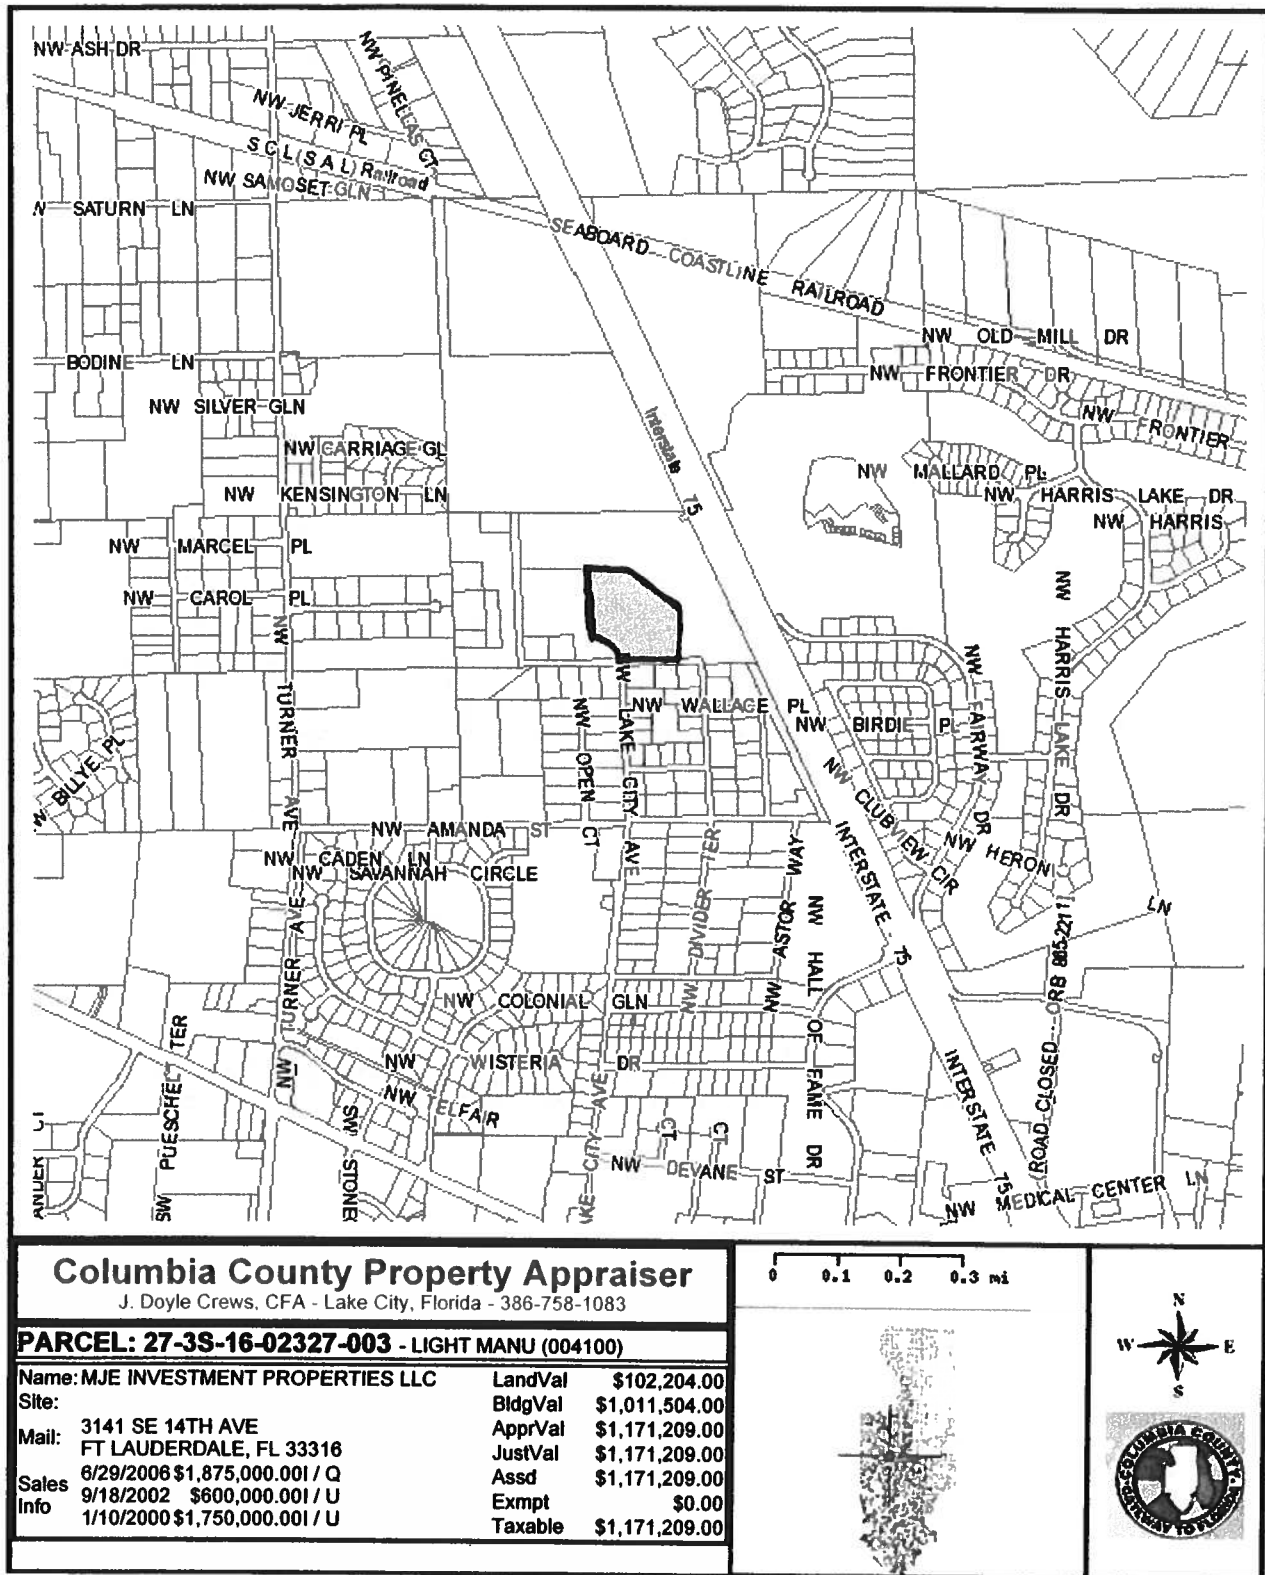 NW ASH DR
NW PINELLAS CT
NW JERRI PL
S C L (S A L) Railroad
NW SAMOSET GLN
SATURN LN
SEABOARD COASTLINE RAILROAD
NW OLD MILL DR
BODINE LN
NW FRONTIER DR
NW SILVER GLN
NW FRONTIER
Interstate 75
NW CARRIAGE GL
NW MALLARD PL
NW KENSINGTON LN
NW HARRIS LAKE DR
NW HARRIS
NW MARCEL PL
NW CAROL PL
NW HARRIS LAKE DR
NW TURNER AVE
NW LAKE CITY AVE
NW WALLACE PL
NW OPEN CT
NW BIRDIE PL
NW FAIRWAY DR
BILLYE PL
NW CLUBVIEW CIR
NW AMANDA ST
NW HERON
LN
NW CADEN LN
NW SAVANNAH CIRCLE
INTERSTATE 75
NW DIVIDER TER
NW ASTOR WAY
NW HALL OF FAME DR
NW TURNER AVE
NW COLONIAL GLN
NW WISTERIA DR
NW TELFAIR
SW PUESCHEL TER
SW STONE
AKE CITY AVE
CT
CT
NW DEVANE ST
INTERSTATE 75
(ROAD CLOSED ORB 865-2211)
NW MEDICAL CENTER LN
ANDER CT
Columbia County Property Appraiser
J. Doyle Crews, CFA - Lake City, Florida - 386-758-1083
PARCEL: 27-3S-16-02327-003 - LIGHT MANU (004100)
Name: MJE INVESTMENT PROPERTIES LLC
Site:
Mail: 3141 SE 14TH AVE
FT LAUDERDALE, FL 33316
Sales Info
6/29/2006 $1,875,000.00I / Q
9/18/2002 $600,000.00I / U
1/10/2000 $1,750,000.00I / U
LandVal $102,204.00
BldgVal $1,011,504.00
ApprVal $1,171,209.00
JustVal $1,171,209.00
Assd $1,171,209.00
Exmpt $0.00
Taxable $1,171,209.00
0 0.1 0.2 0.3 mi
N
W E
S
COLUMBIA COUNTY
GATEWAY TO FLORIDA